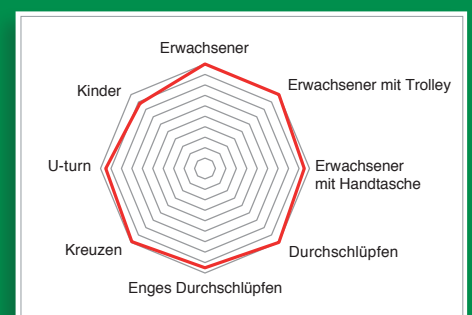 Erwachsener
Kinder
Erwachsener mit Trolley
U-turn
Erwachsener
mit Handtasche
Kreuzen
Durchschlüpfen
Enges Durchschlüpfen